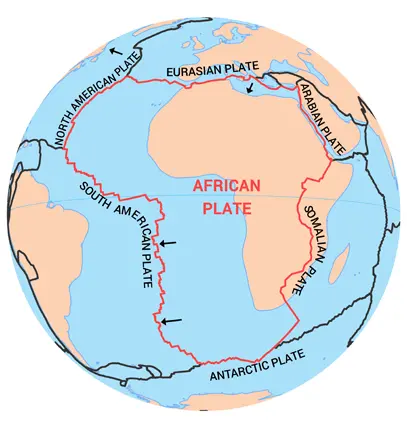 NORTH AMERICAN PLATE
EURASIAN PLATE
ARABIAN PLATE
AFRICAN
PLATE
SOUTH AMERICAN PLATE
SOMALIAN PLATE
ANTARCTIC PLATE